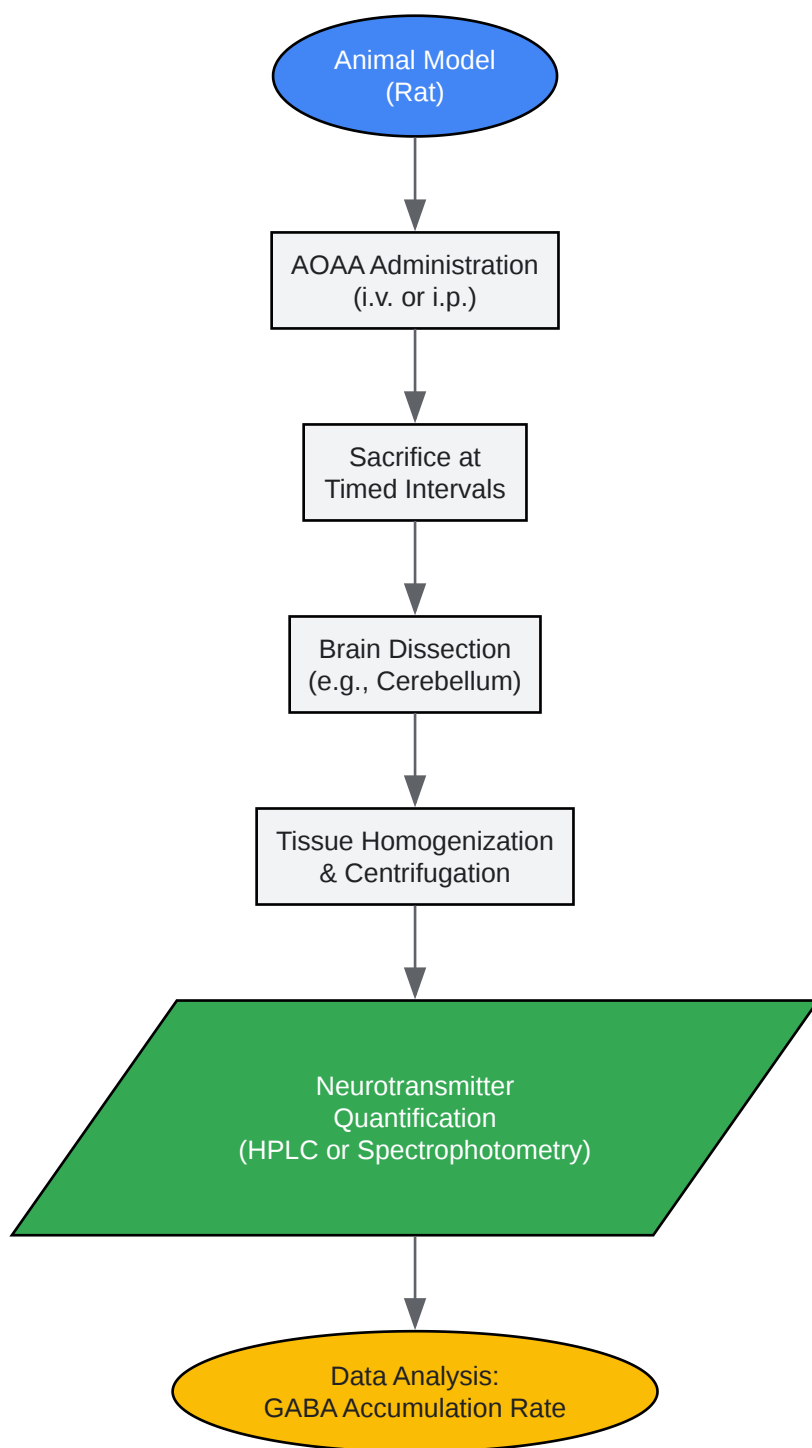 Animal Model
(Rat)
AOAA Administration
(i.v. or i.p.)
Sacrifice at
Timed Intervals
Brain Dissection
(e.g., Cerebellum)
Tissue Homogenization
& Centrifugation
Neurotransmitter
Quantification
(HPLC or Spectrophotometry)
Data Analysis:
GABA Accumulation Rate